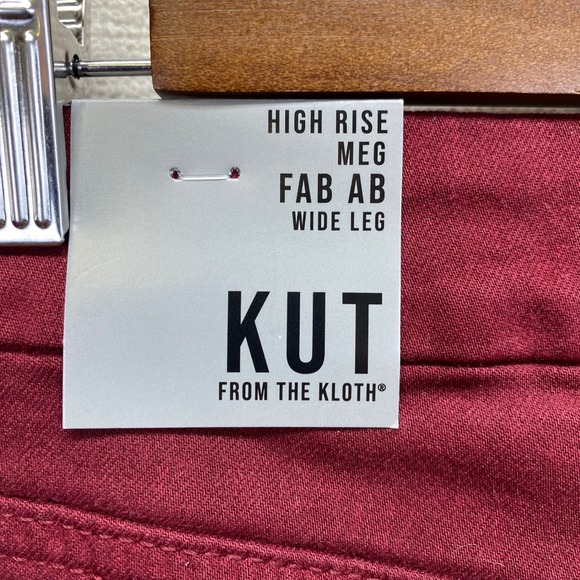 HIGH RISE
MEG
FAB AB
WIDE LEG
KUT
FROM THE KLOTH®